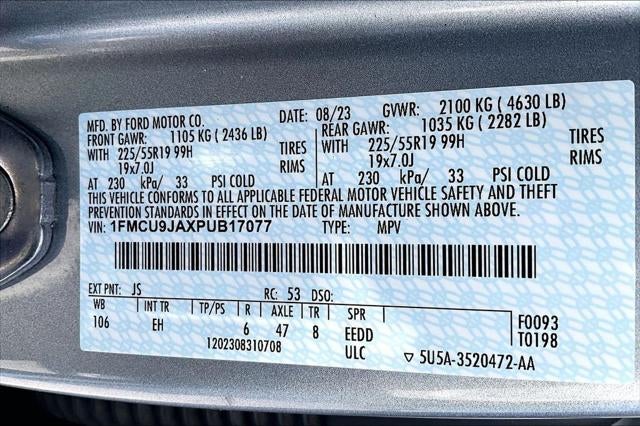 MFD. BY FORD MOTOR CO. DATE: 08/23 GVWR: 2100 KG (4630 LB)
FRONT GAWR: 1105 KG (2436 LB) REAR GAWR: 1035 KG (2282 LB)
WITH 225/55R19 99H TIRES WITH 225/55R19 99H TIRES
19x7.0J RIMS 19x7.0J RIMS
AT 230 kPa/ 33 PSI COLD AT 230 kPa/ 33 PSI COLD
THIS VEHICLE CONFORMS TO ALL APPLICABLE FEDERAL MOTOR VEHICLE SAFETY AND THEFT
PREVENTION STANDARDS IN EFFECT ON THE DATE OF MANUFACTURE SHOWN ABOVE.
VIN: 1FMCU9JAXPUB17077 TYPE: MPV
EXT PNT: JS RC: 53 DSO:
WB INT TR TP/PS R AXLE TR SPR
106 EH 6 47 8 EEDD
1202308310708 ULC
F0093
T0198
▽ 5U5A-3520472-AA